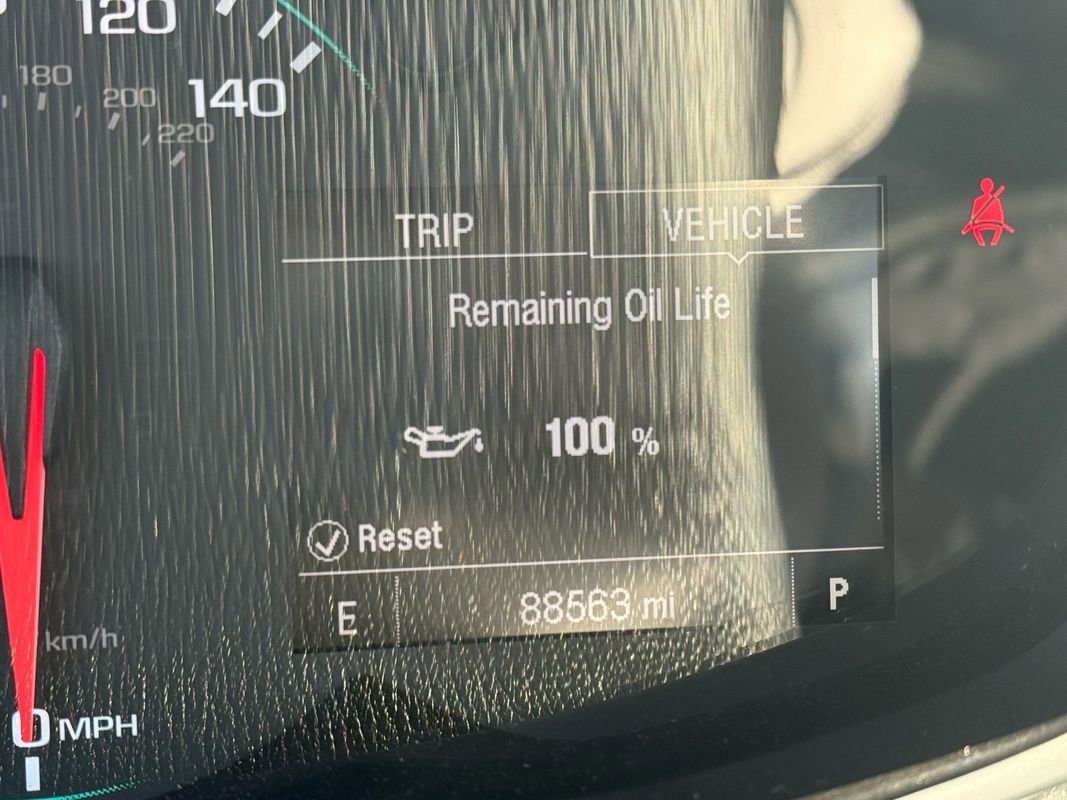 120
140
180
200
220
TRIP
VEHICLE
Remaining Oil Life
100 %
Reset
E
88563 mi
P
km/h
0 MPH